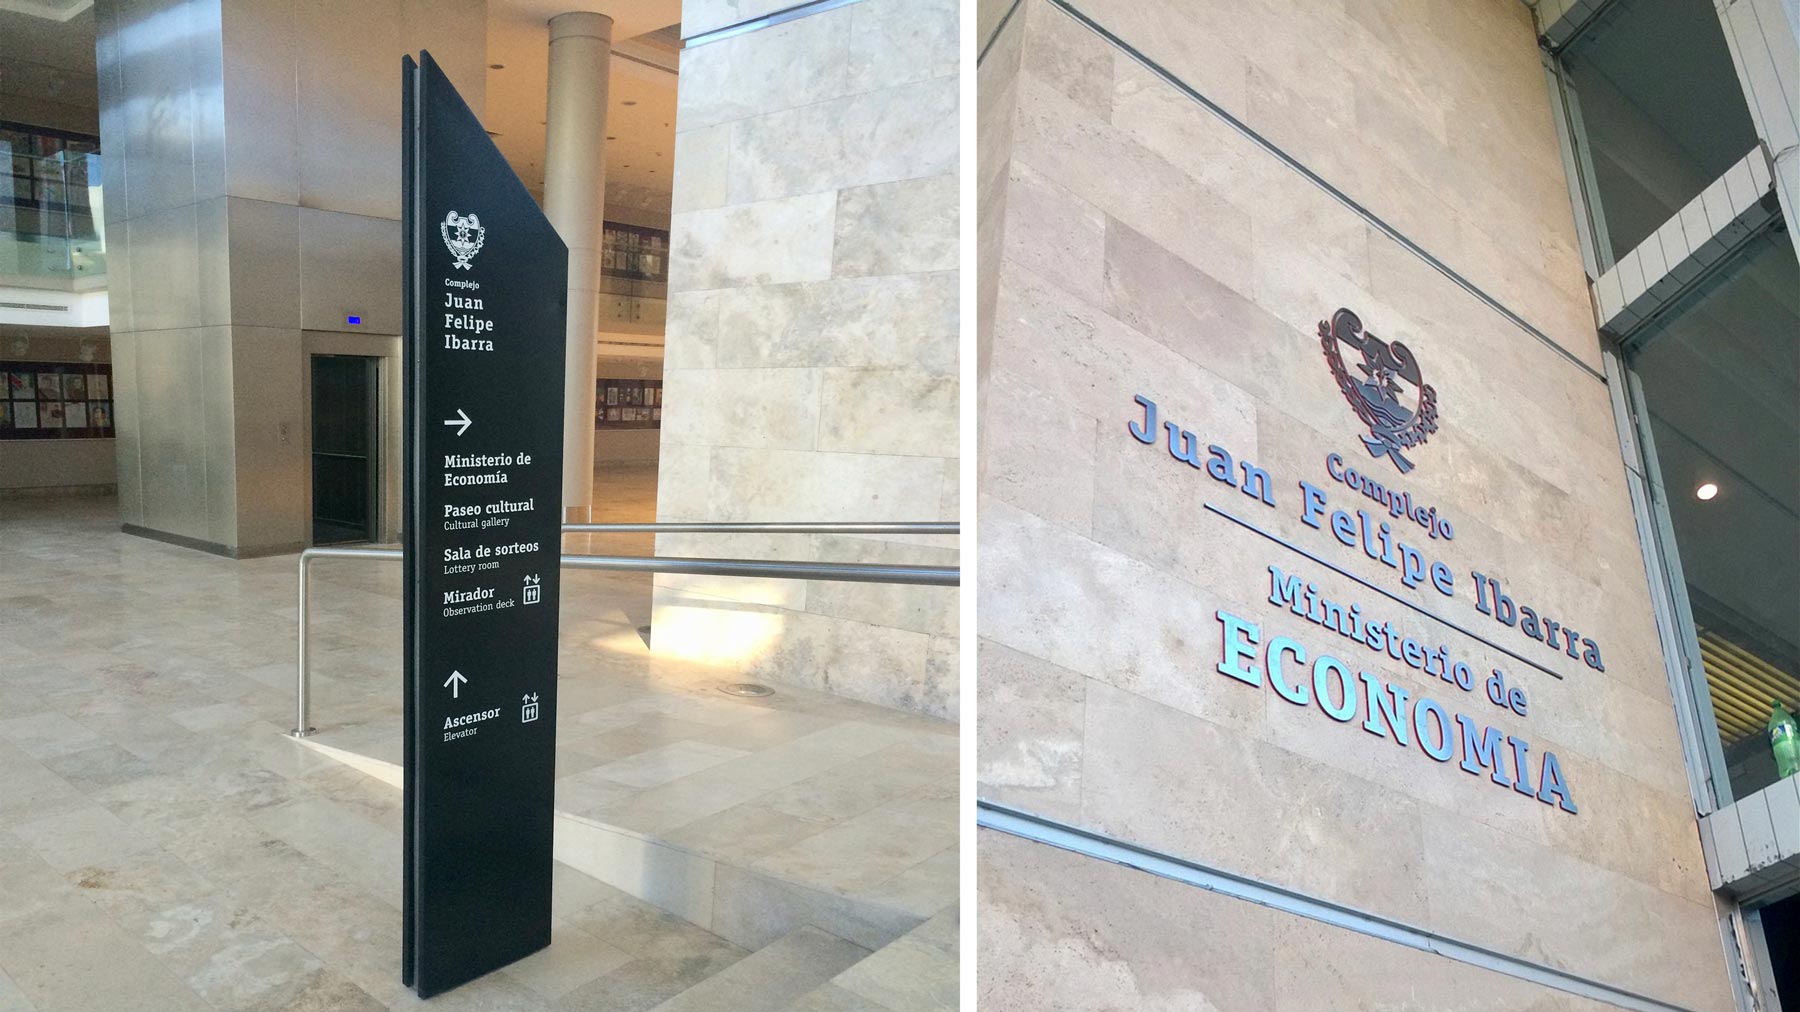 Complejo
Juan
Felipe
Ibarra
Ministerio de
Economía
Paseo cultural
Cultural gallery
Sala de sorteos
Lottery room
Mirador
Observation deck
Ascensor
Elevator
Complejo
Juan Felipe Ibarra
Ministerio de
ECONOMIA